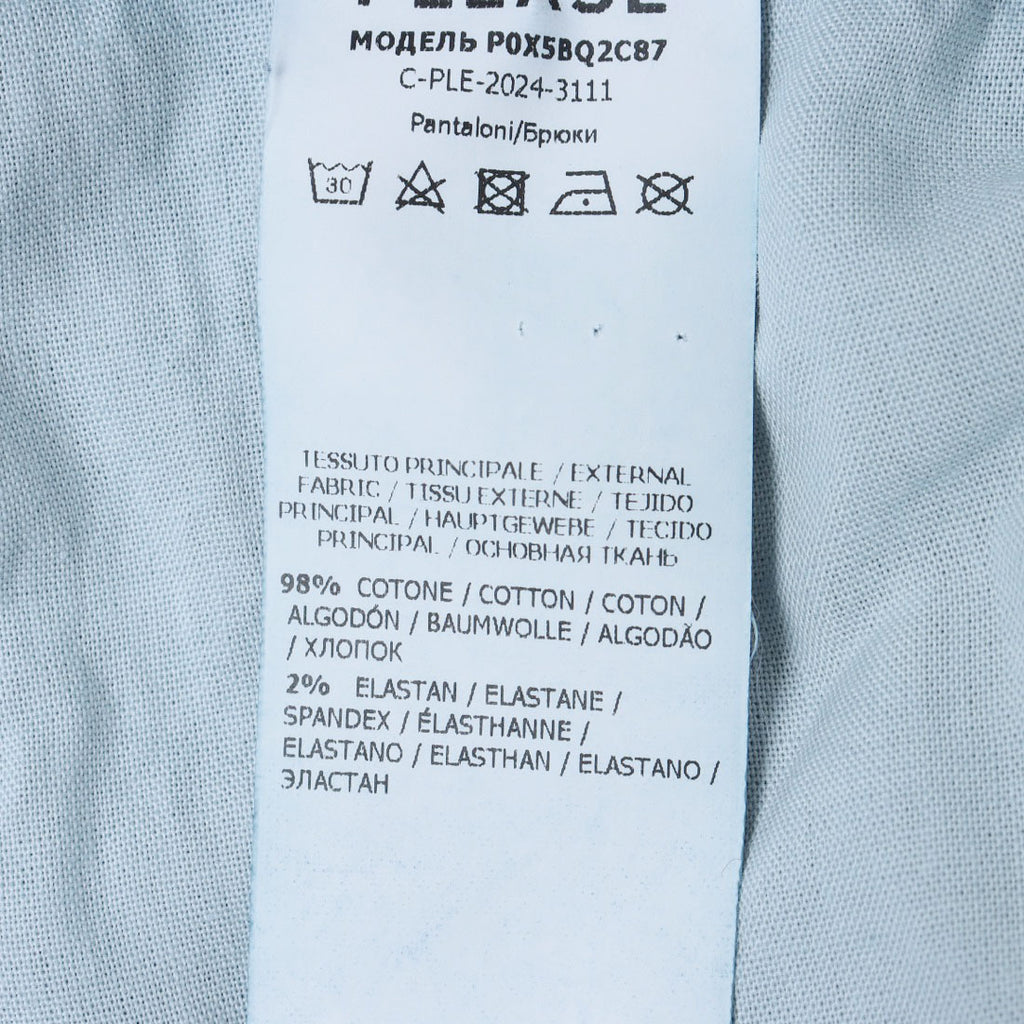 PLEASE
МОДЕЛЬ P0X5BQ2C87
C-PLE-2024-3111
Pantaloni/Брюки
30
TESSUTO PRINCIPALE / EXTERNAL
FABRIC / TISSU EXTERNE / TEJIDO
PRINCIPAL / HAUPTGEWEBE / TECIDO
PRINCIPAL / ОСНОВНАЯ ТКАНЬ
98% COTONE / COTTON / COTON /
ALGODÓN / BAUMWOLLE / ALGODÃO
/ ХЛОПОК
2% ELASTAN / ELASTANE /
SPANDEX / ÉLASTHANNE /
ELASTANO / ELASTHAN / ELASTANO /
ЭЛАСТАН